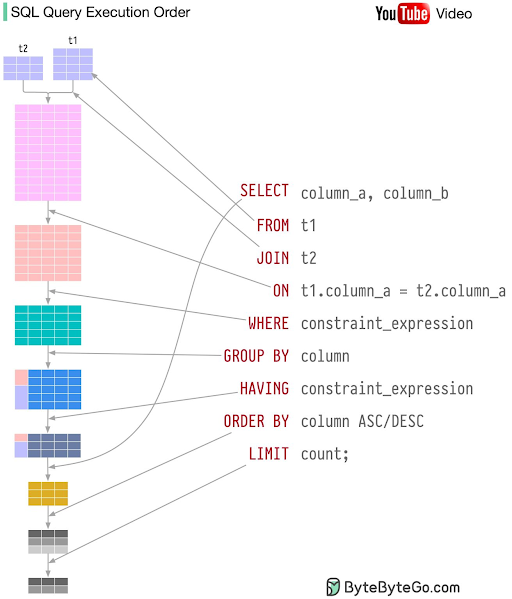 SQL Query Execution Order
YouTube Video
t2
t1
SELECT column_a, column_b
FROM t1
JOIN t2
ON t1.column_a = t2.column_a
WHERE constraint_expression
GROUP BY column
HAVING constraint_expression
ORDER BY column ASC/DESC
LIMIT count;
ByteByteGo.com